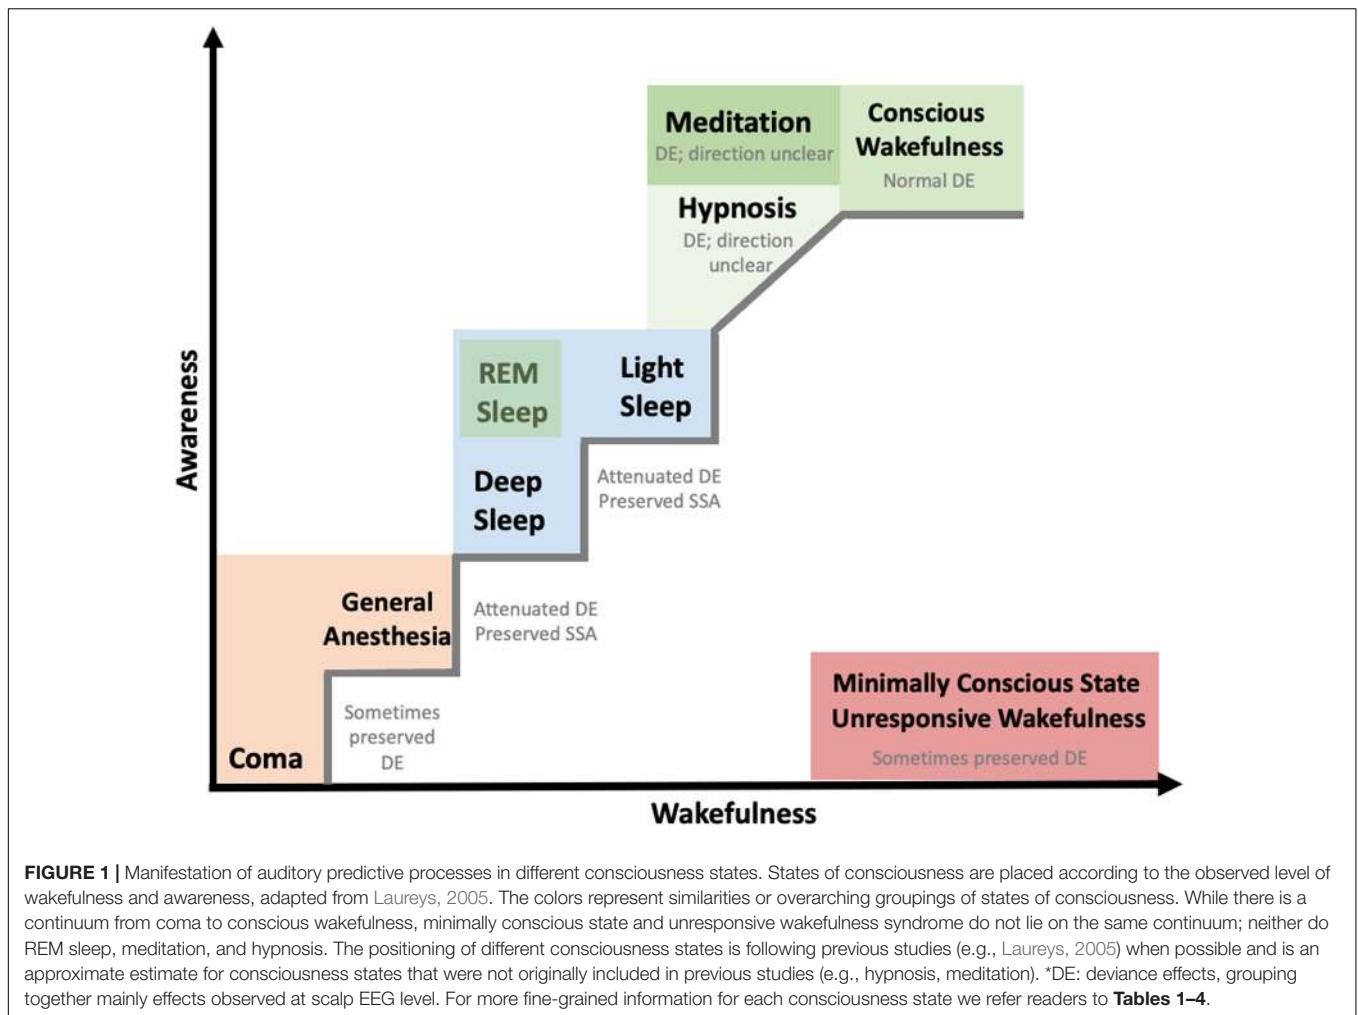 Meditation
DE; direction unclear
Conscious
Wakefulness
Normal DE
Hypnosis
DE; direction
unclear
Awareness
REM
Sleep
Light
Sleep
Deep
Sleep
Attenuated DE
Preserved SSA
General
Anesthesia
Attenuated DE
Preserved SSA
Coma
Sometimes
preserved
DE
Minimally Conscious State
Unresponsive Wakefulness
Sometimes preserved DE
Wakefulness
FIGURE 1 | Manifestation of auditory predictive processes in different consciousness states. States of consciousness are placed according to the observed level of
wakefulness and awareness, adapted from Laureys, 2005. The colors represent similarities or overarching groupings of states of consciousness. While there is a
continuum from coma to conscious wakefulness, minimally conscious state and unresponsive wakefulness syndrome do not lie on the same continuum; neither do
REM sleep, meditation, and hypnosis. The positioning of different consciousness states is following previous studies (e.g., Laureys, 2005) when possible and is an
approximate estimate for consciousness states that were not originally included in previous studies (e.g., hypnosis, meditation). *DE: deviance effects, grouping
together mainly effects observed at scalp EEG level. For more fine-grained information for each consciousness state we refer readers to Tables 1–4.